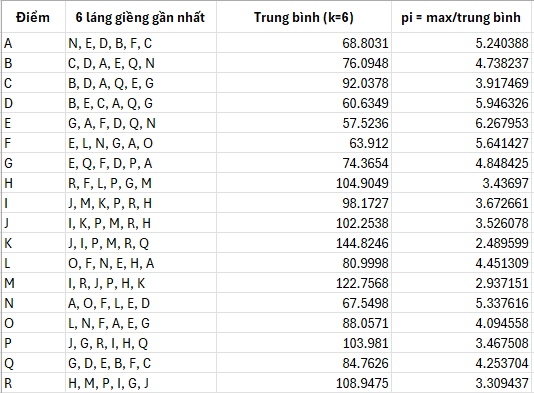 Điểm 6 láng giềng gần nhất Trung bình (k=6) pi = max/trung bình
A N, E, D, B, F, C 68.8031 5.240388
B C, D, A, E, Q, N 76.0948 4.738237
C B, D, A, Q, E, G 92.0378 3.917469
D B, E, C, A, Q, G 60.6349 5.946326
E G, A, F, D, Q, N 57.5236 6.267953
F E, L, N, G, A, O 63.912 5.641427
G E, Q, F, D, P, A 74.3654 4.848425
H R, F, L, P, G, M 104.9049 3.43697
I J, M, K, P, R, H 98.1727 3.672661
J I, K, P, M, R, H 102.2538 3.526078
K J, I, P, M, R, Q 144.8246 2.489599
L O, F, N, E, H, A 80.9998 4.451309
M I, R, J, P, H, K 122.7568 2.937151
N A, O, F, L, E, D 67.5498 5.337616
O L, N, F, A, E, G 88.0571 4.094558
P J, G, R, I, H, Q 103.981 3.467508
Q G, D, E, B, F, C 84.7626 4.253704
R H, M, P, I, G, J 108.9475 3.309437